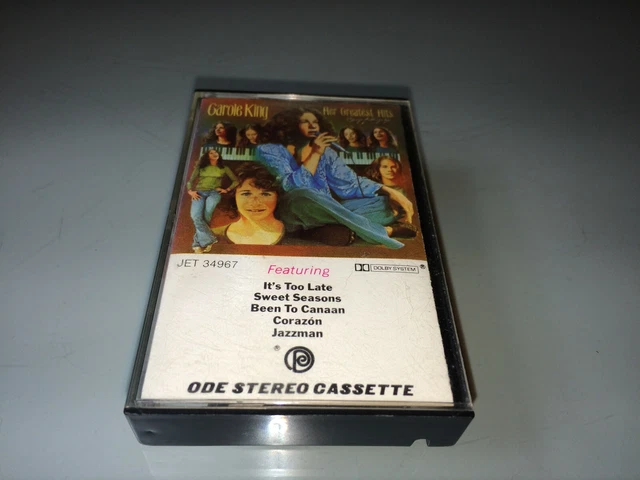 Carole King
Her Greatest Hits
JET 34967
Featuring
DOLBY SYSTEM ®
It's Too Late
Sweet Seasons
Been To Canaan
Corazón
Jazzman
®
ODE STEREO CASSETTE